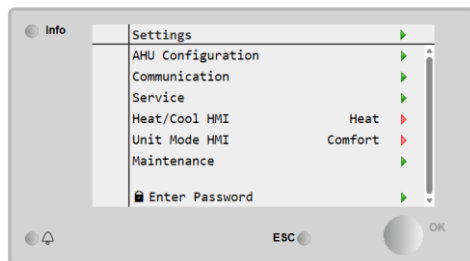 Info
Settings
AHU Configuration
Communication
Service
Heat/Cool HMI Heat
Unit Mode HMI Comfort
Maintenance
Enter Password
ESC
OK